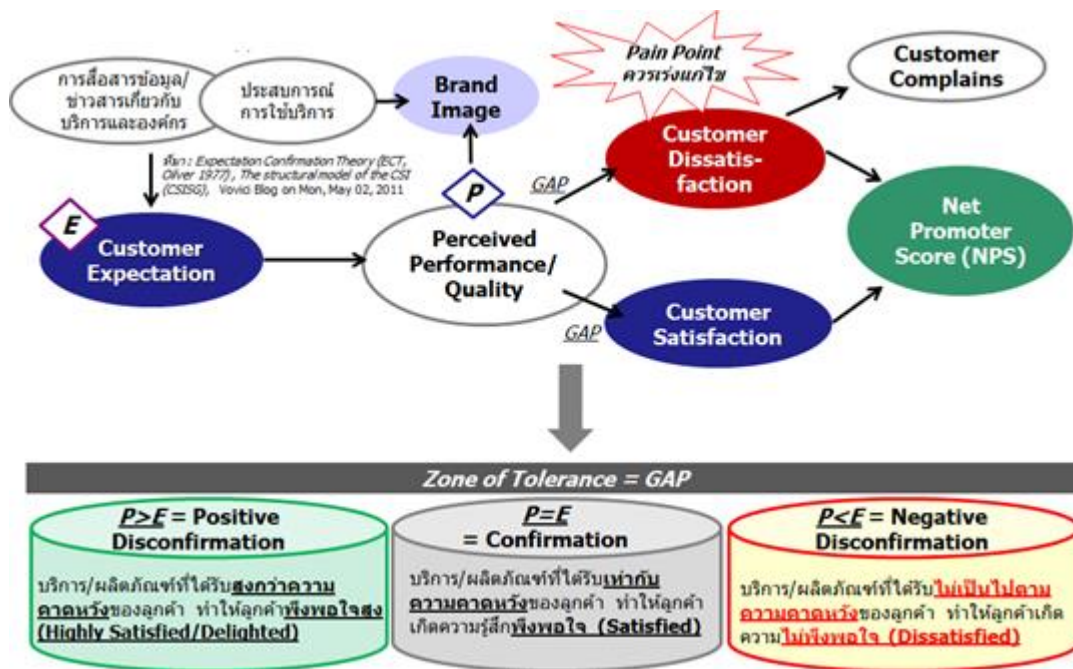 การสื่อสารข้อมูล/
ข่าวสารเกี่ยวกับ
บริการและองค์กร
ประสบการณ์
การใช้บริการ
Brand
Image
Pain Point
ควรเร่งแก้ไข
Customer
Complains
Customer
Dissatis-
faction
ที่มา : Expectation Confirmation Theory (ECT,
Oliver 1977) , The structural model of the CSI
(CSISG), Vovici Blog on Mon, May 02, 2011
E
Customer
Expectation
P
Perceived
Performance/
Quality
GAP
GAP
Customer
Satisfaction
Net
Promoter
Score (NPS)
Zone of Tolerance = GAP
P>E = Positive
Disconfirmation
บริการ/ผลิตภัณฑ์ที่ได้รับสูงกว่าความ
คาดหวังของลูกค้า ทำให้ลูกค้าพึงพอใจสูง
(Highly Satisfied/Delighted)
P=E
= Confirmation
บริการ/ผลิตภัณฑ์ที่ได้รับเท่ากับ
ความคาดหวังของลูกค้า ทำให้ลูกค้า
เกิดความรู้สึกพึงพอใจ (Satisfied)
P<E = Negative
Disconfirmation
บริการ/ผลิตภัณฑ์ที่ได้รับไม่เป็นไปตาม
ความคาดหวังของลูกค้า ทำให้ลูกค้าเกิด
ความไม่พึงพอใจ (Dissatisfied)